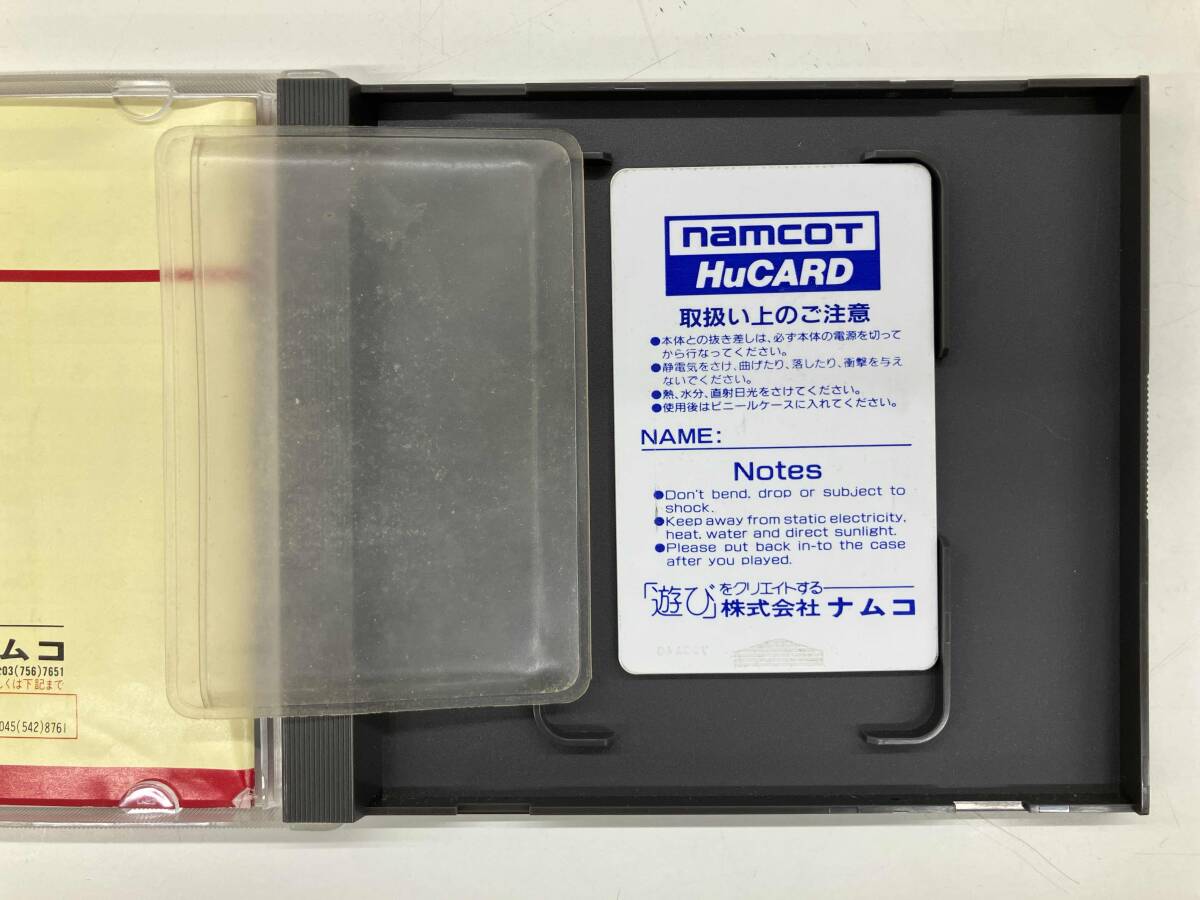 ムコ
03(756)7651
くは下記まで
045(542)8761
namcoT
HuCARD
取扱い上のご注意
●本体との抜き差しは、必ず本体の電源を切って
から行なってください。
●静電気をさけ、曲げたり、落したり、衝撃を与え
ないでください。
●熱、水分、直射日光をさけてください。
●使用後はビニールケースに入れてください。
NAME:
Notes
●Don't bend, drop or subject to
shock.
●Keep away from static electricity,
heat, water and direct sunlight.
●Please put back in-to the case
after you played.
「遊び」をクリエイトする
株式会社 ナムコ